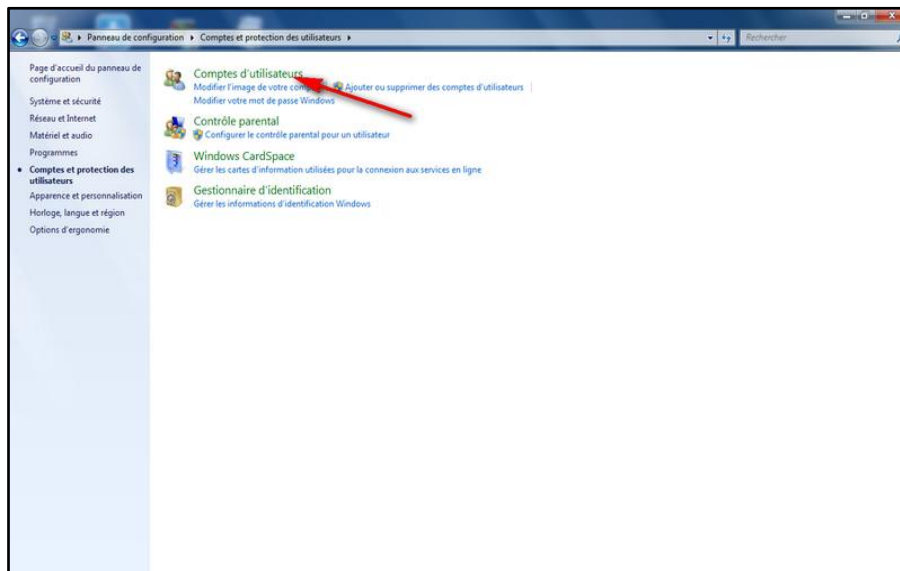 Panneau de configuration ▸ Comptes et protection des utilisateurs ▸
Rechercher
Page d'accueil du panneau de
configuration
Système et sécurité
Réseau et Internet
Matériel et audio
Programmes
Comptes et protection des
utilisateurs
Apparence et personnalisation
Horloge, langue et région
Options d'ergonomie
Comptes d'utilisateurs
Modifier l'image de votre Ajouter ou supprimer des comptes d'utilisateurs
Modifier votre mot de passe Windows
Contrôle parental
Configurer le contrôle parental pour un utilisateur
Windows CardSpace
Gérer les cartes d'information utilisées pour la connexion aux services en ligne
Gestionnaire d'identification
Gérer les informations d'identification Windows